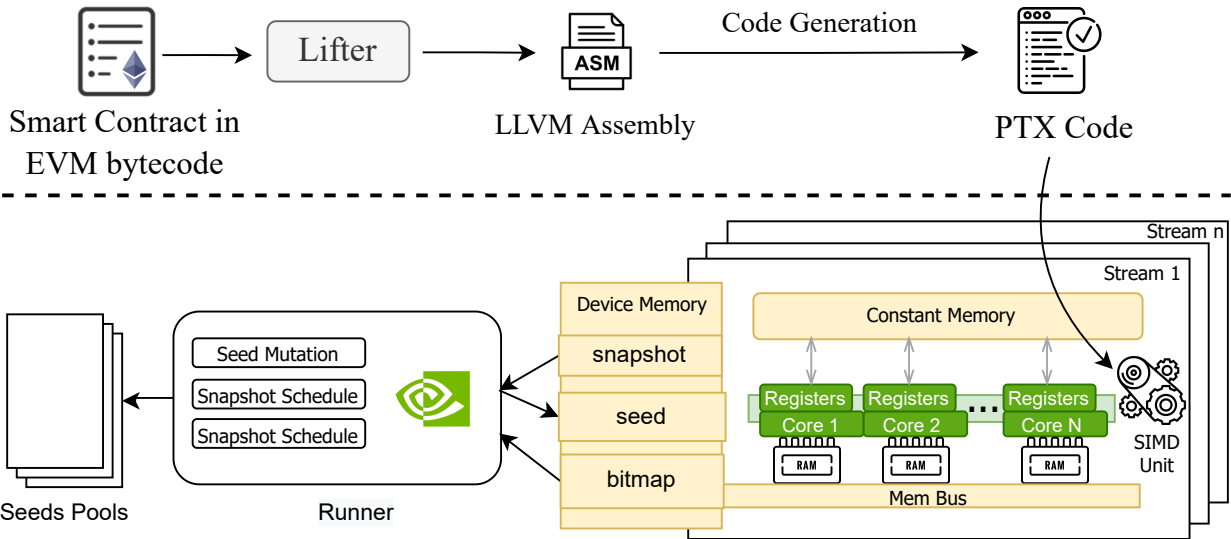 Lifter
ASM
Code Generation
Smart Contract in
EVM bytecode
LLVM Assembly
PTX Code
Stream n
Stream 1
Device Memory
snapshot
seed
bitmap
Constant Memory
Seed Mutation
Snapshot Schedule
Snapshot Schedule
Registers
Registers
...
Registers
Core 1
Core 2
Core N
SIMD
Unit
RAM
RAM
RAM
Mem Bus
Seeds Pools
Runner